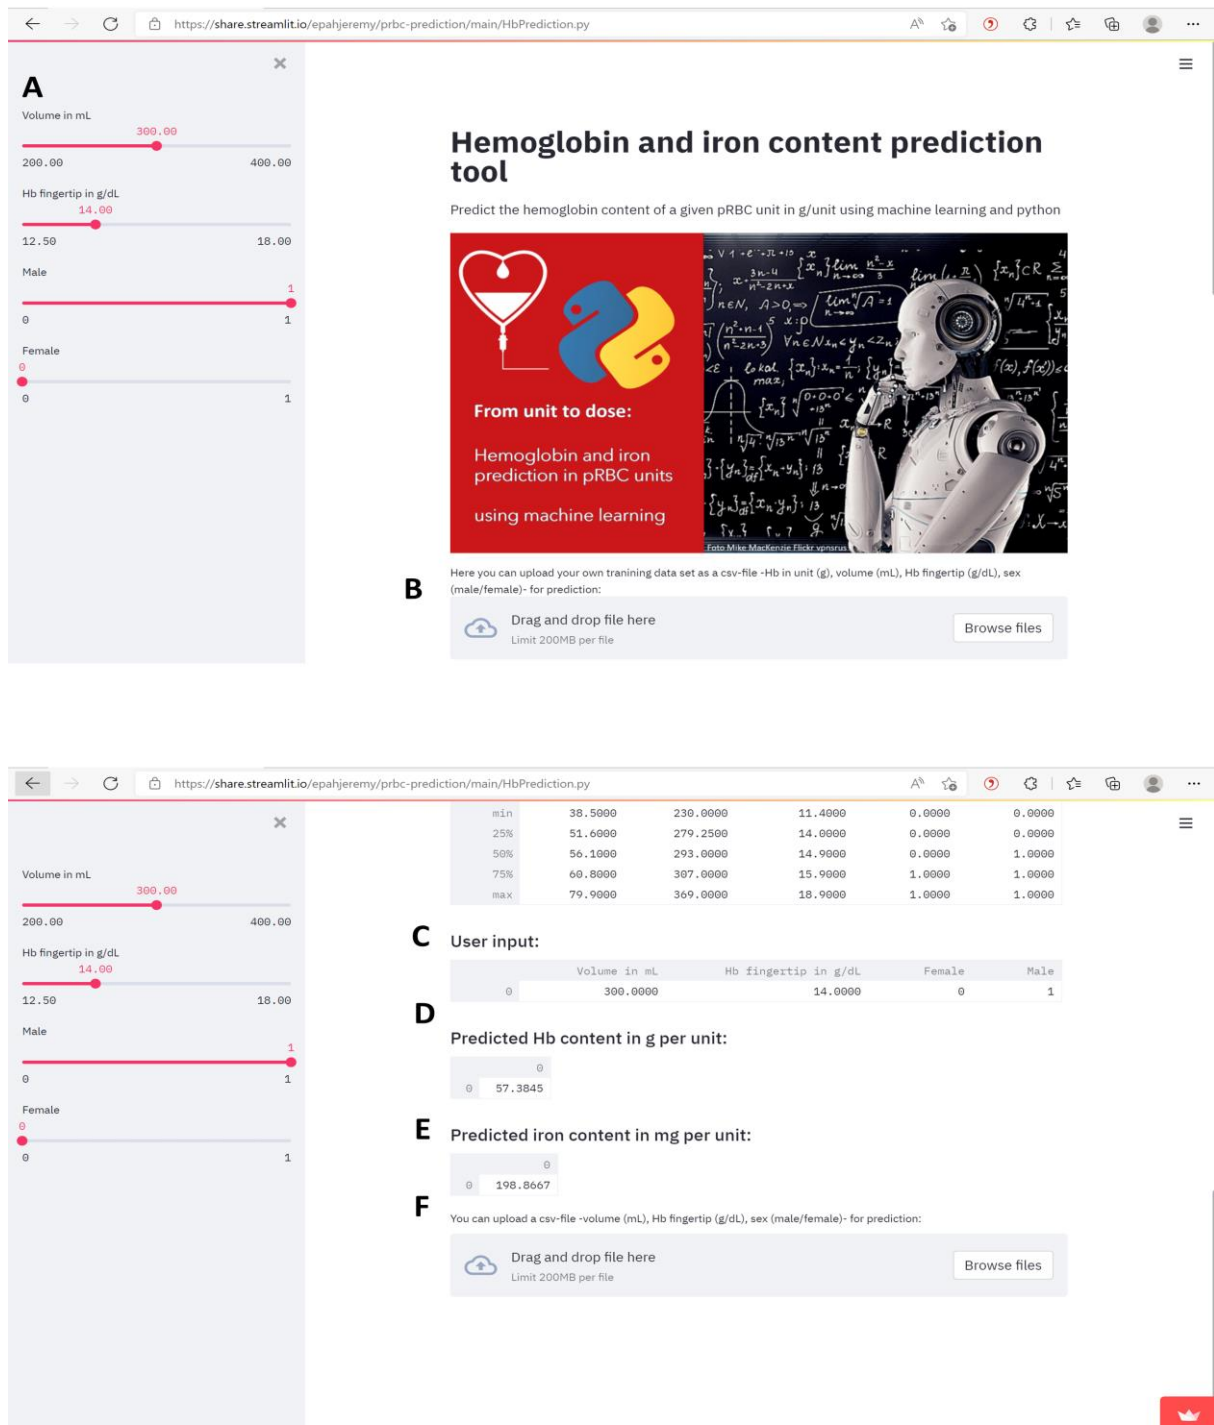 https://share.streamlit.io/epahjeremy/prbc-prediction/main/HbPrediction.py
A
Volume in mL
300.00
200.00 400.00
Hb fingertip in g/dL
14.00
12.50 18.00
Male
1
0 1
Female
0
0 1
Hemoglobin and iron content prediction
tool
Predict the hemoglobin content of a given pRBC unit in g/unit using machine learning and python
From unit to dose:
Hemoglobin and iron
prediction in pRBC units
using machine learning
Foto Mike MacKenzie Flickr vpnsrus
B
Here you can upload your own tranining data set as a csv-file -Hb in unit (g), volume (mL), Hb fingertip (g/dL), sex
(male/female)- for prediction:
Drag and drop file here
Limit 200MB per file
Browse files
https://share.streamlit.io/epahjeremy/prbc-prediction/main/HbPrediction.py
Volume in mL
300.00
200.00 400.00
Hb fingertip in g/dL
14.00
12.50 18.00
Male
1
0 1
Female
0
0 1
min 38.5000 230.0000 11.4000 0.0000 0.0000
25% 51.6000 279.2500 14.0000 0.0000 0.0000
50% 56.1000 293.0000 14.9000 0.0000 1.0000
75% 60.8000 307.0000 15.9000 1.0000 1.0000
max 79.9000 369.0000 18.9000 1.0000 1.0000
C
User input:
Volume in mL Hb fingertip in g/dL Female Male
0 300.0000 14.0000 0 1
D
Predicted Hb content in g per unit:
0
0 57.3845
E
Predicted iron content in mg per unit:
0
0 198.8667
F
You can upload a csv-file -volume (mL), Hb fingertip (g/dL), sex (male/female)- for prediction:
Drag and drop file here
Limit 200MB per file
Browse files